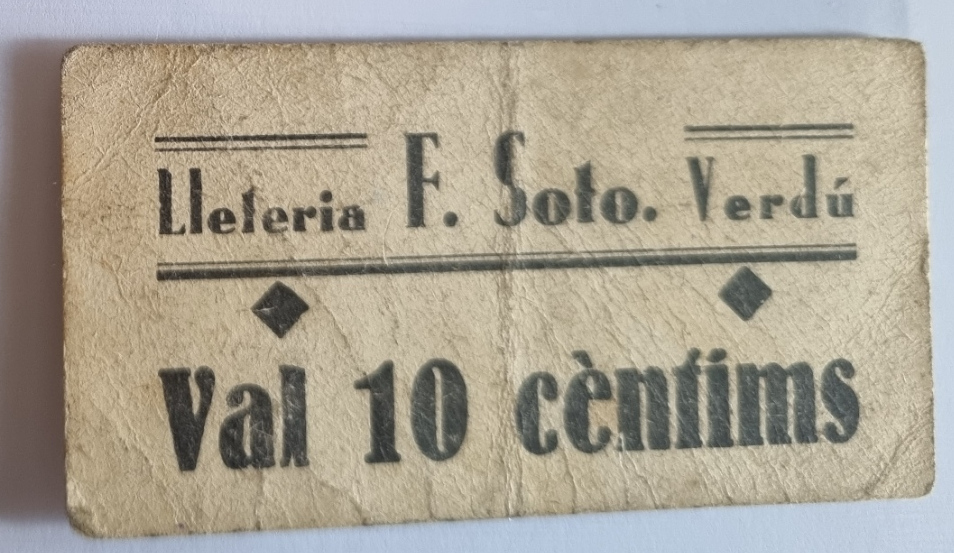 Lleteria F. Soto. Verdú
Val 10 cèntims